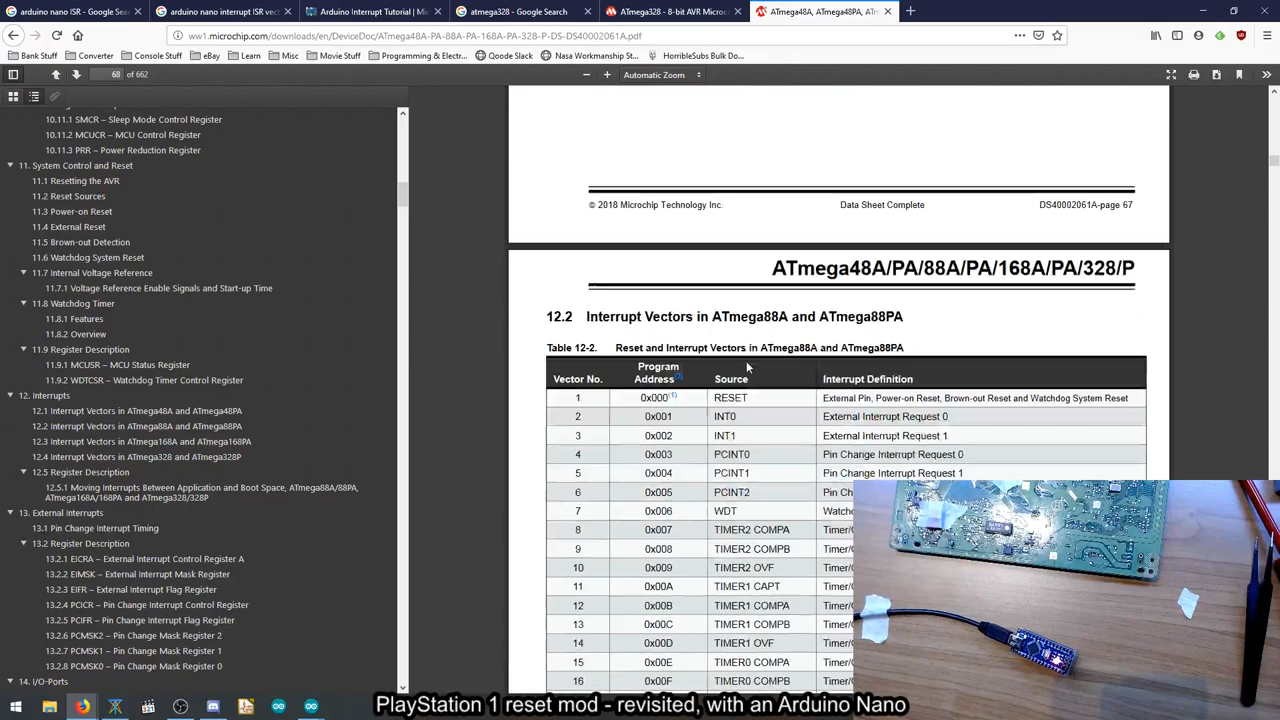 arduino nano ISR - Google Sear
arduino nano interrupt ISR vect
Arduino Interrupt Tutorial | Ard
atmega328 - Google Search
ATmega328 - 8-bit AVR Microco
ATmega48A, ATmega48PA, AT
ww1.microchip.com/downloads/en/DeviceDoc/ATmega48A-PA-88A-PA-168A-PA-328-P-DS-DS40002061A.pdf
Bank Stuff Converter Console Stuff eBay Learn Misc Movie Stuff Programming & Electr... Qoode Slack Nasa Workmanship St... HorribleSubs Bulk Do...
68 of 662 Automatic Zoom
10.11.1 SMCR – Sleep Mode Control Register
10.11.2 MCUCR – MCU Control Register
10.11.3 PRR – Power Reduction Register
11. System Control and Reset
11.1 Resetting the AVR
11.2 Reset Sources
11.3 Power-on Reset
11.4 External Reset
11.5 Brown-out Detection
11.6 Watchdog System Reset
11.7 Internal Voltage Reference
11.7.1 Voltage Reference Enable Signals and Start-up Time
11.8 Watchdog Timer
11.8.1 Features
11.8.2 Overview
11.9 Register Description
11.9.1 MCUSR – MCU Status Register
11.9.2 WDTCSR – Watchdog Timer Control Register
12. Interrupts
12.1 Interrupt Vectors in ATmega48A and ATmega48PA
12.2 Interrupt Vectors in ATmega88A and ATmega88PA
12.3 Interrupt Vectors in ATmega168A and ATmega168PA
12.4 Interrupt Vectors in ATmega328 and ATmega328P
12.5 Register Description
12.5.1 Moving Interrupts Between Application and Boot Space, ATmega88A/88PA,
ATmega168A/168PA and ATmega328/328P
13. External Interrupts
13.1 Pin Change Interrupt Timing
13.2 Register Description
13.2.1 EICRA – External Interrupt Control Register A
13.2.2 EIMSK – External Interrupt Mask Register
13.2.3 EIFR – External Interrupt Flag Register
13.2.4 PCICR – Pin Change Interrupt Control Register
13.2.5 PCIFR – Pin Change Interrupt Flag Register
13.2.6 PCMSK2 – Pin Change Mask Register 2
13.2.7 PCMSK1 – Pin Change Mask Register 1
13.2.8 PCMSK0 – Pin Change Mask Register 0
14. I/O-Ports
© 2018 Microchip Technology Inc. Data Sheet Complete DS40002061A-page 67
ATmega48A/PA/88A/PA/168A/PA/328/P
12.2 Interrupt Vectors in ATmega88A and ATmega88PA
Table 12-2. Reset and Interrupt Vectors in ATmega88A and ATmega88PA
Vector No. Program Address(2) Source Interrupt Definition
1 0x000(1) RESET External Pin, Power-on Reset, Brown-out Reset and Watchdog System Reset
2 0x001 INT0 External Interrupt Request 0
3 0x002 INT1 External Interrupt Request 1
4 0x003 PCINT0 Pin Change Interrupt Request 0
5 0x004 PCINT1 Pin Change Interrupt Request 1
6 0x005 PCINT2 Pin Ch
7 0x006 WDT Watch
8 0x007 TIMER2 COMPA Timer/
9 0x008 TIMER2 COMPB Timer/
10 0x009 TIMER2 OVF Timer/
11 0x00A TIMER1 CAPT Timer/
12 0x00B TIMER1 COMPA Timer/
13 0x00C TIMER1 COMPB Timer/
14 0x00D TIMER1 OVF Timer/
15 0x00E TIMER0 COMPA Timer/
16 0x00F TIMER0 COMPB Timer/
PlayStation 1 reset mod - revisited, with an Arduino Nano